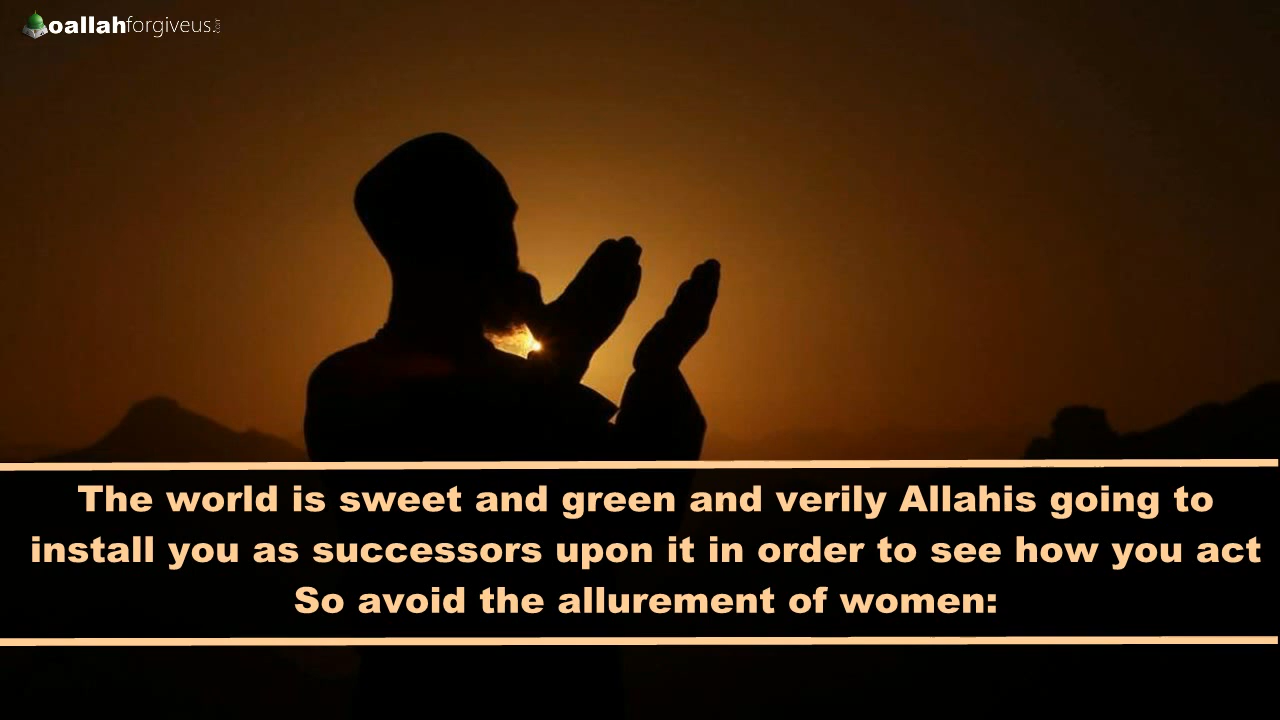 oallahforgiveus.com
The world is sweet and green and verily Allahis going to
install you as successors upon it in order to see how you act
So avoid the allurement of women: